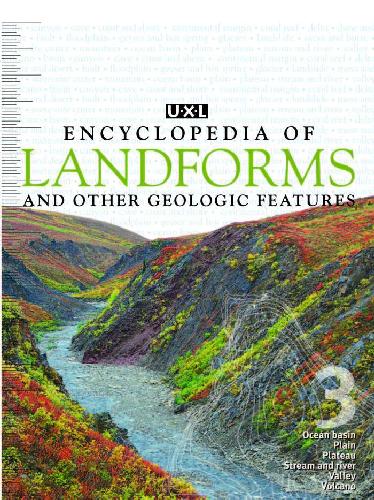 U·X·L
ENCYCLOPEDIA OF
LANDFORMS
AND OTHER GEOLOGIC FEATURES
3
Ocean basin
Plain
Plateau
Stream and river
Valley
Volcano